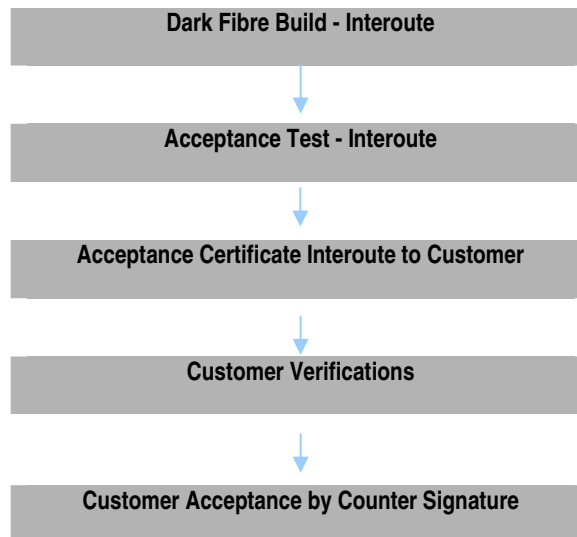 Dark Fibre Build - Interoute
Acceptance Test - Interoute
Acceptance Certificate Interoute to Customer
Customer Verifications
Customer Acceptance by Counter Signature